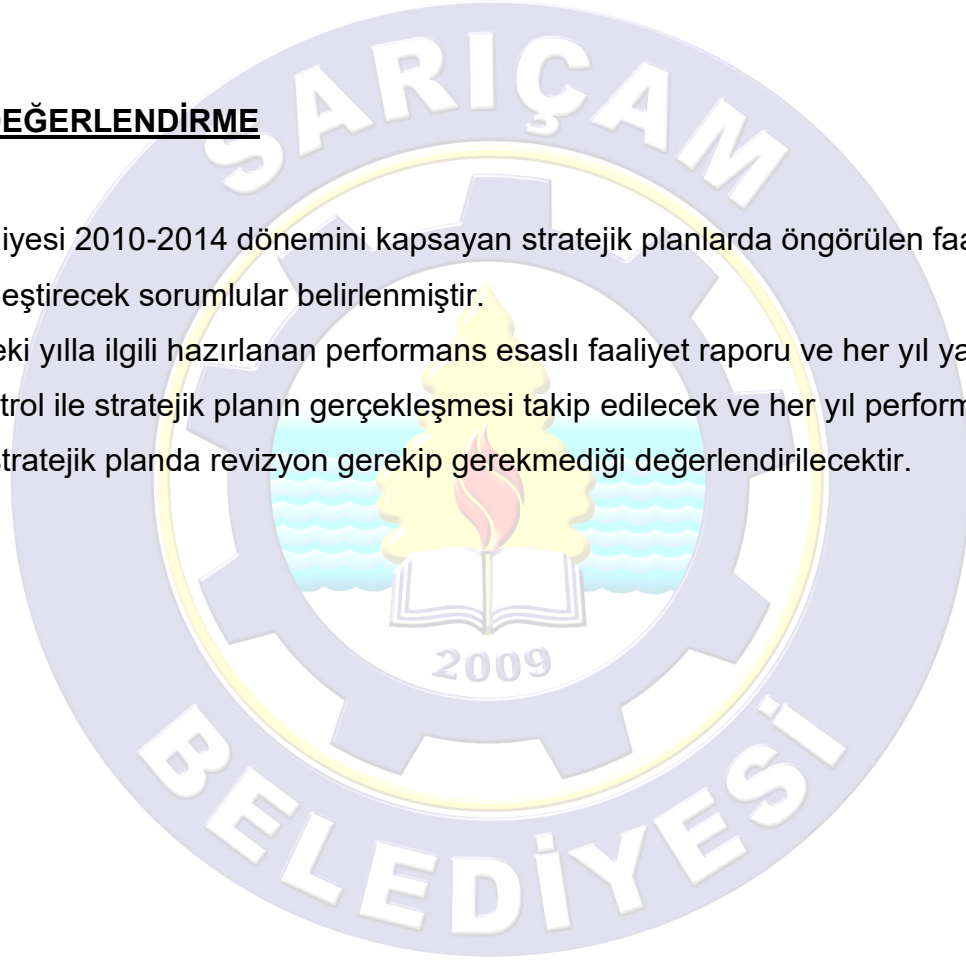 SARIÇAM
DEĞERLENDİRME
iyesi 2010-2014 dönemini kapsayan stratejik planlarda öngörülen faa
eştirecek sorumlular belirlenmiştir.
eki yılla ilgili hazırlanan performans esaslı faaliyet raporu ve her yıl ya
trol ile stratejik planın gerçekleşmesi takip edilecek ve her yıl perform
stratejik planda revizyon gerekip gerekmediği değerlendirilecektir.
2009
BELEDİYESİ